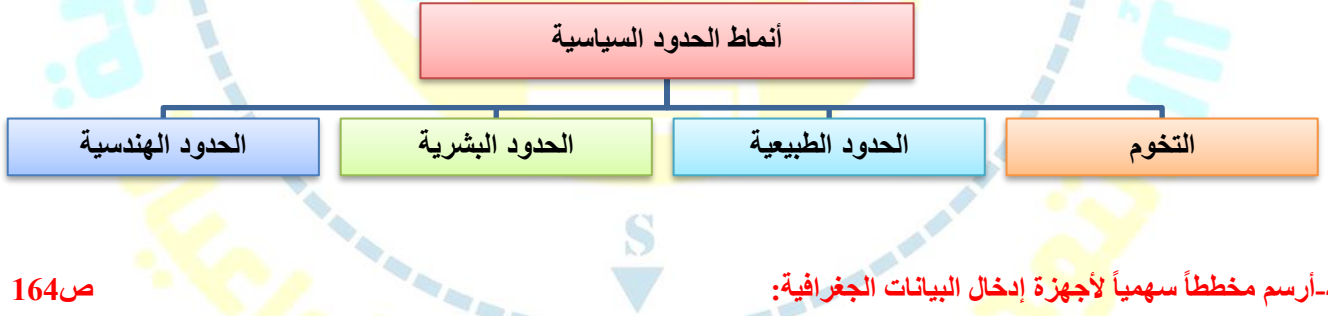 أنماط الحدود السياسية
التخوم
الحدود الطبيعية
الحدود البشرية
الحدود الهندسية
S
-أرسم مخططاً سهمياً لأجهزة إدخال البيانات الجغرافية: ص164